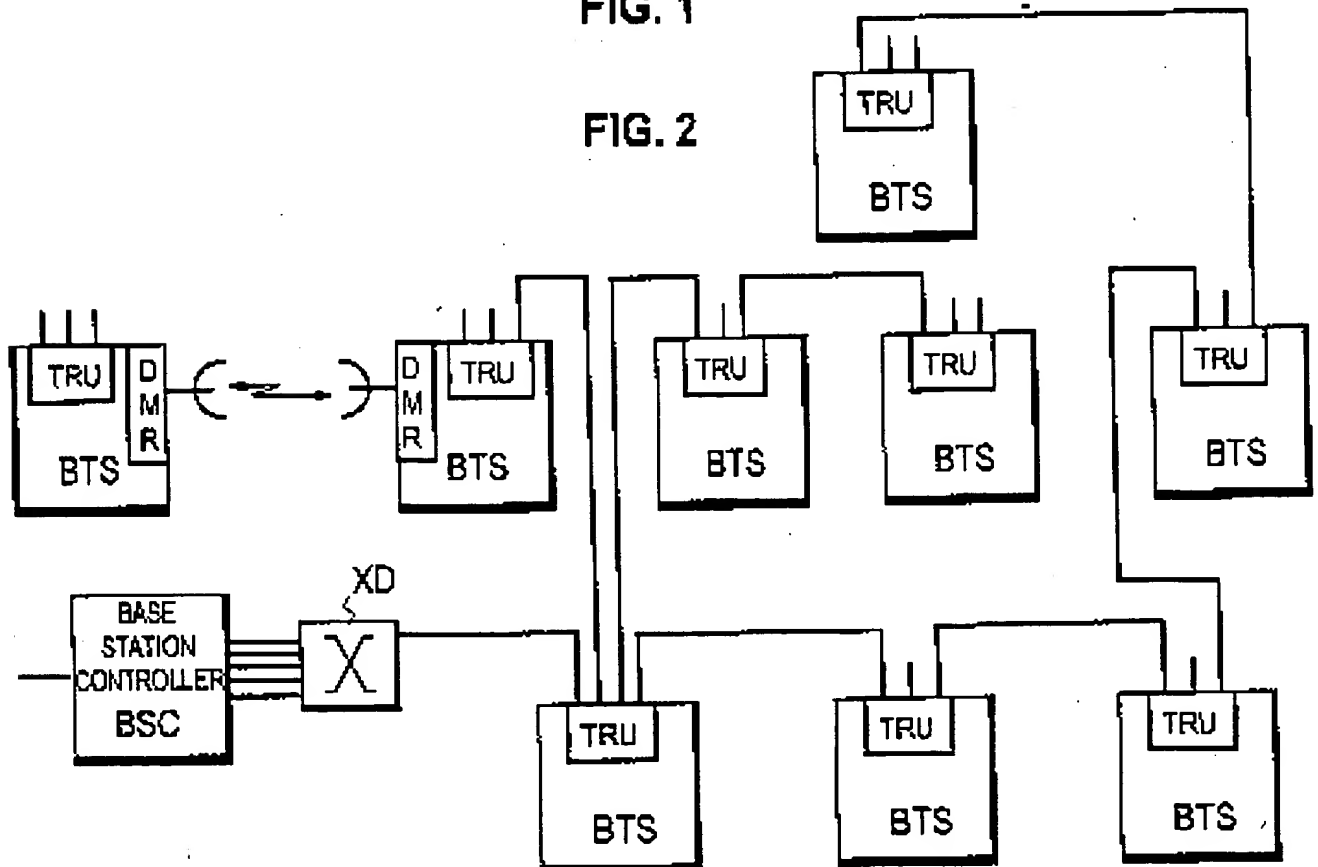 FIG. 1
FIG. 2
TRU
BTS
TRU
D
M
R
BTS
D
M
R
TRU
BTS
TRU
BTS
TRU
BTS
TRU
BTS
BASE
STATION
CONTROLLER
BSC
XD
TRU
BTS
TRU
BTS
TRU
BTS